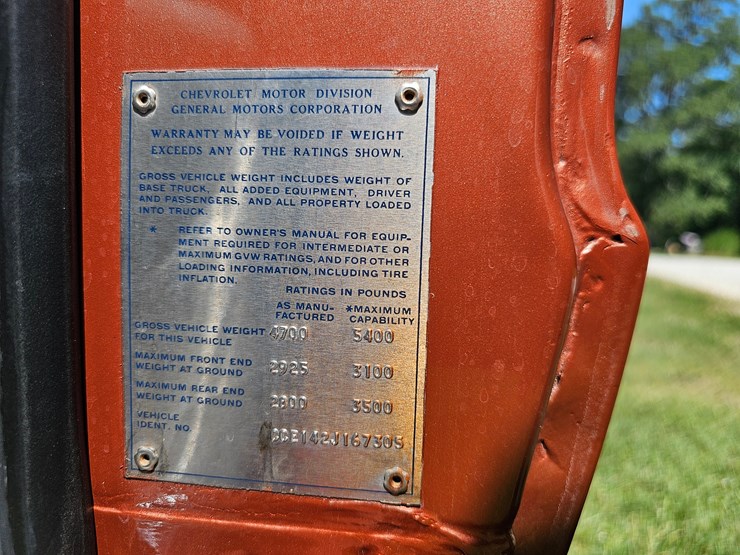 CHEVROLET MOTOR DIVISION
GENERAL MOTORS CORPORATION
WARRANTY MAY BE VOIDED IF WEIGHT
EXCEEDS ANY OF THE RATINGS SHOWN.
GROSS VEHICLE WEIGHT INCLUDES WEIGHT OF
BASE TRUCK, ALL ADDED EQUIPMENT, DRIVER
AND PASSENGERS, AND ALL PROPERTY LOADED
INTO TRUCK.
* REFER TO OWNER'S MANUAL FOR EQUIP-
MENT REQUIRED FOR INTERMEDIATE OR
MAXIMUM GVW RATINGS, AND FOR OTHER
LOADING INFORMATION, INCLUDING TIRE
INFLATION.
RATINGS IN POUNDS
AS MANU- *MAXIMUM
FACTURED CAPABILITY
GROSS VEHICLE WEIGHT 4700 5400
FOR THIS VEHICLE
MAXIMUM FRONT END 2925 3100
WEIGHT AT GROUND
MAXIMUM REAR END
WEIGHT AT GROUND 2800 3500
VEHICLE
IDENT. NO. CCE142J167305